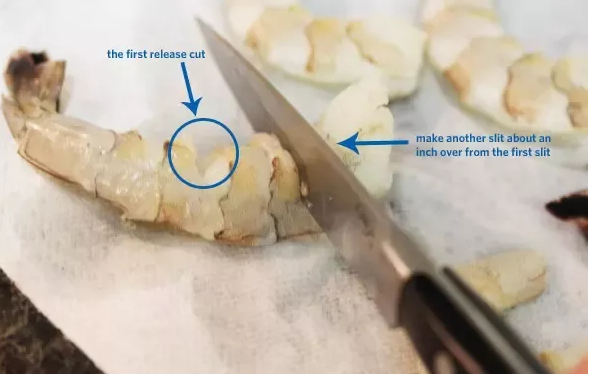 the first release cut
make another slit about an
inch over from the first slit